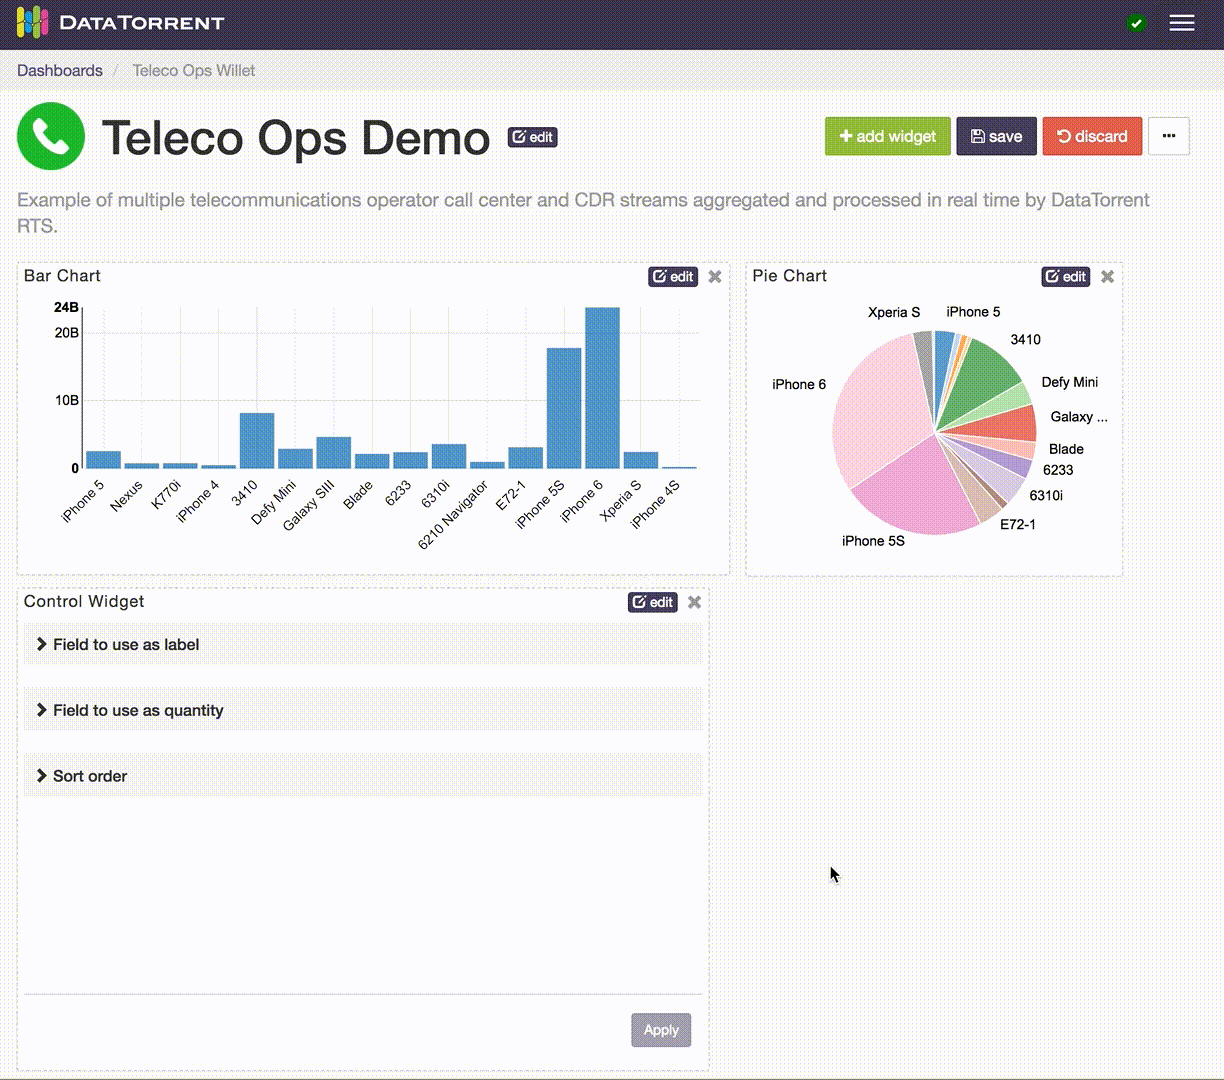 DATATORRENT
Dashboards / Teleco Ops Willet
Teleco Ops Demo
edit
add widget
save
discard
Example of multiple telecommunications operator call center and CDR streams aggregated and processed in real time by DataTorrent
RTS.
Bar Chart
edit
24B
20B
10B
0
iPhone 5
Nexus
K770i
iPhone 4
3410
Defy Mini
Galaxy SIII
Blade
6233
6310i
6210 Navigator
E72-1
iPhone 5S
iPhone 6
Xperia S
iPhone 4S
Pie Chart
edit
Xperia S
iPhone 5
3410
iPhone 6
Defy Mini
Galaxy ...
Blade
6233
6310i
E72-1
iPhone 5S
Control Widget
edit
Field to use as label
Field to use as quantity
Sort order
Apply